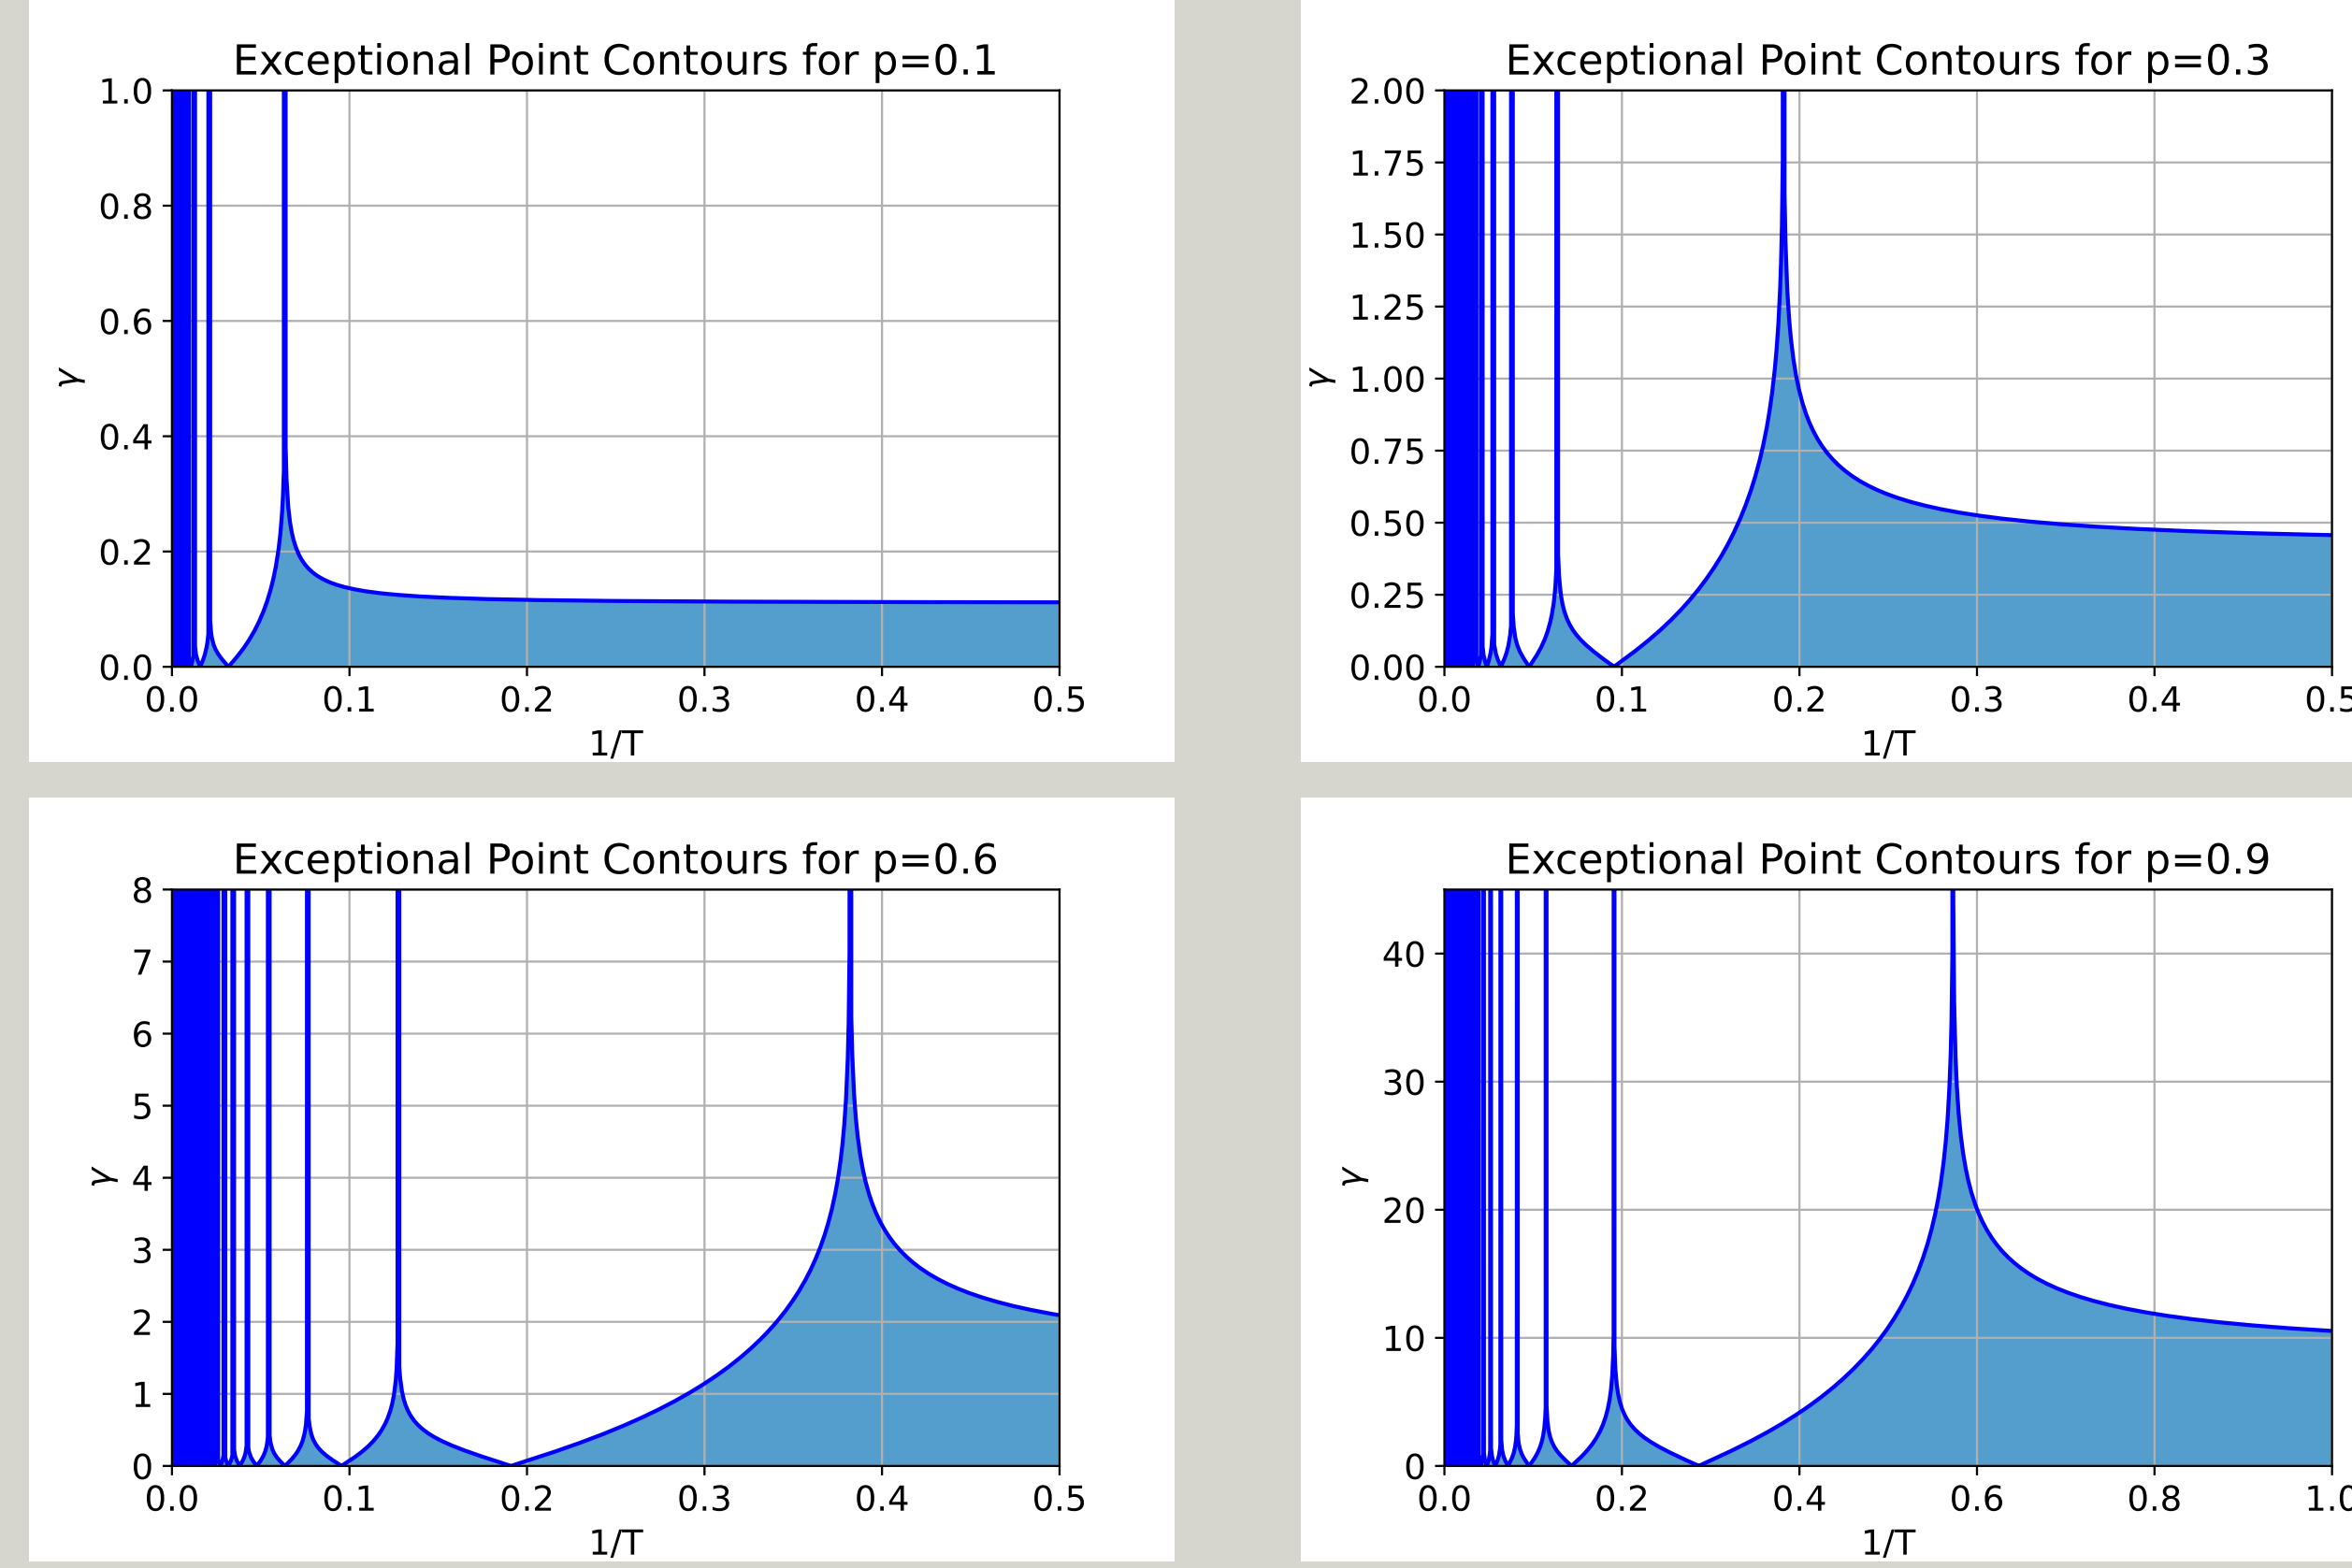 Exceptional Point Contours for p=0.1
1.0
0.8
0.6
0.4
0.2
0.0
γ
0.0 0.1 0.2 0.3 0.4 0.5
1/T
Exceptional Point Contours for p=0.3
2.00
1.75
1.50
1.25
1.00
0.75
0.50
0.25
0.00
γ
0.0 0.1 0.2 0.3 0.4 0.5
1/T
Exceptional Point Contours for p=0.6
8
7
6
5
4
3
2
1
0
γ
0.0 0.1 0.2 0.3 0.4 0.5
1/T
Exceptional Point Contours for p=0.9
40
30
20
10
0
γ
0.0 0.2 0.4 0.6 0.8 1.0
1/T